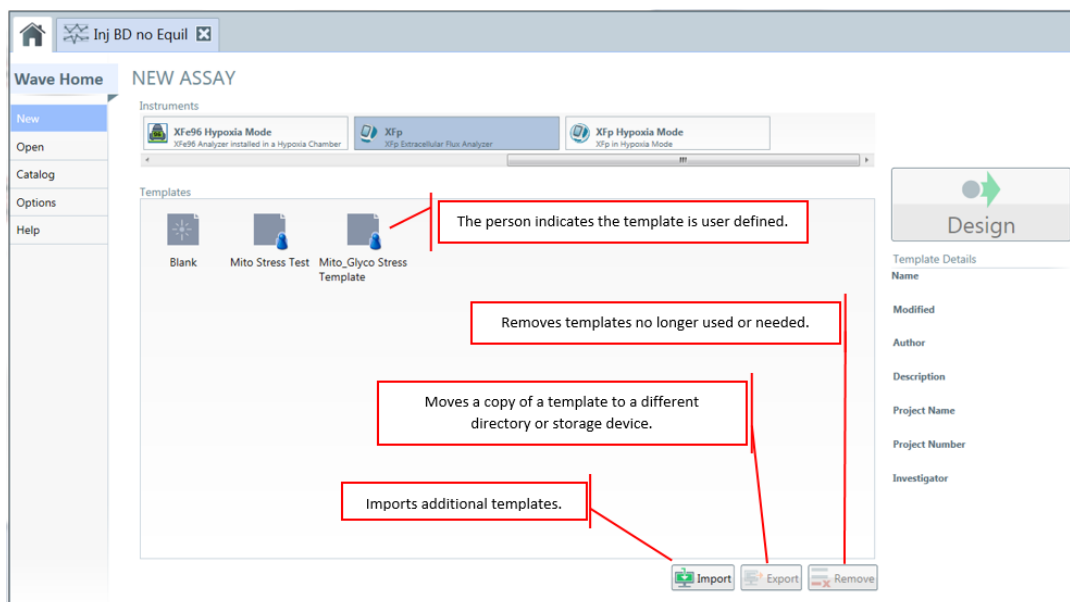 Inj BD no Equil
Wave Home
New
Open
Catalog
Options
Help
NEW ASSAY
Instruments
XFe96 Hypoxia Mode
XFe96 Analyzer installed in a Hypoxia Chamber
XFp
XFp Extracellular Flux Analyzer
XFp Hypoxia Mode
XFp in Hypoxia Mode
Templates
Blank
Mito Stress Test
Mito_Glyco Stress
Template
The person indicates the template is user defined.
Removes templates no longer used or needed.
Moves a copy of a template to a different
directory or storage device.
Imports additional templates.
Import
Export
Remove
Design
Template Details
Name
Modified
Author
Description
Project Name
Project Number
Investigator